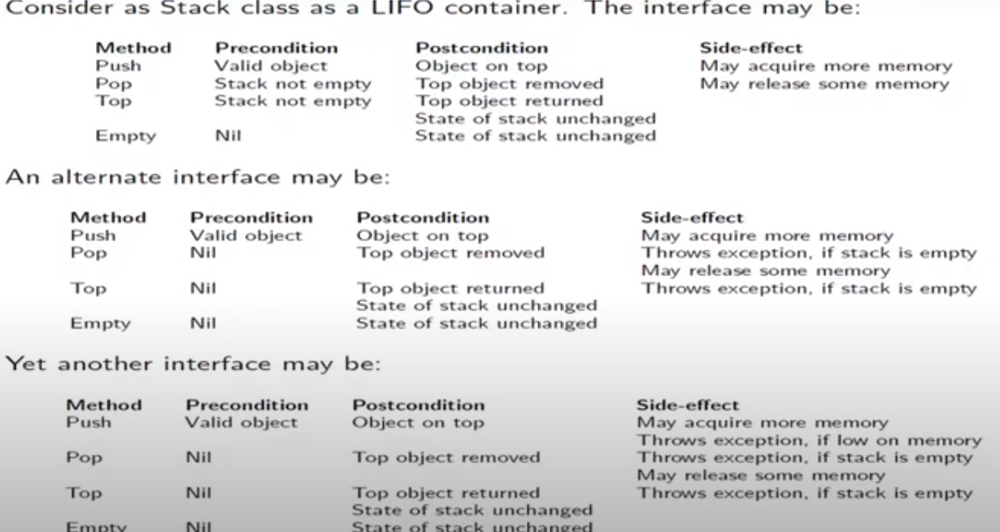 Consider as Stack class as a LIFO container. The interface may be:
Method Precondition Postcondition Side-effect
Push Valid object Object on top May acquire more memory
Pop Stack not empty Top object removed May release some memory
Top Stack not empty Top object returned
State of stack unchanged
Empty Nil State of stack unchanged
An alternate interface may be:
Method Precondition Postcondition Side-effect
Push Valid object Object on top May acquire more memory
Pop Nil Top object removed Throws exception, if stack is empty
May release some memory
Top Nil Top object returned Throws exception, if stack is empty
State of stack unchanged
Empty Nil State of stack unchanged
Yet another interface may be:
Method Precondition Postcondition Side-effect
Push Valid object Object on top May acquire more memory
Throws exception, if low on memory
Pop Nil Top object removed Throws exception, if stack is empty
May release some memory
Top Nil Top object returned Throws exception, if stack is empty
State of stack unchanged
Empty Nil State of stack unchanged